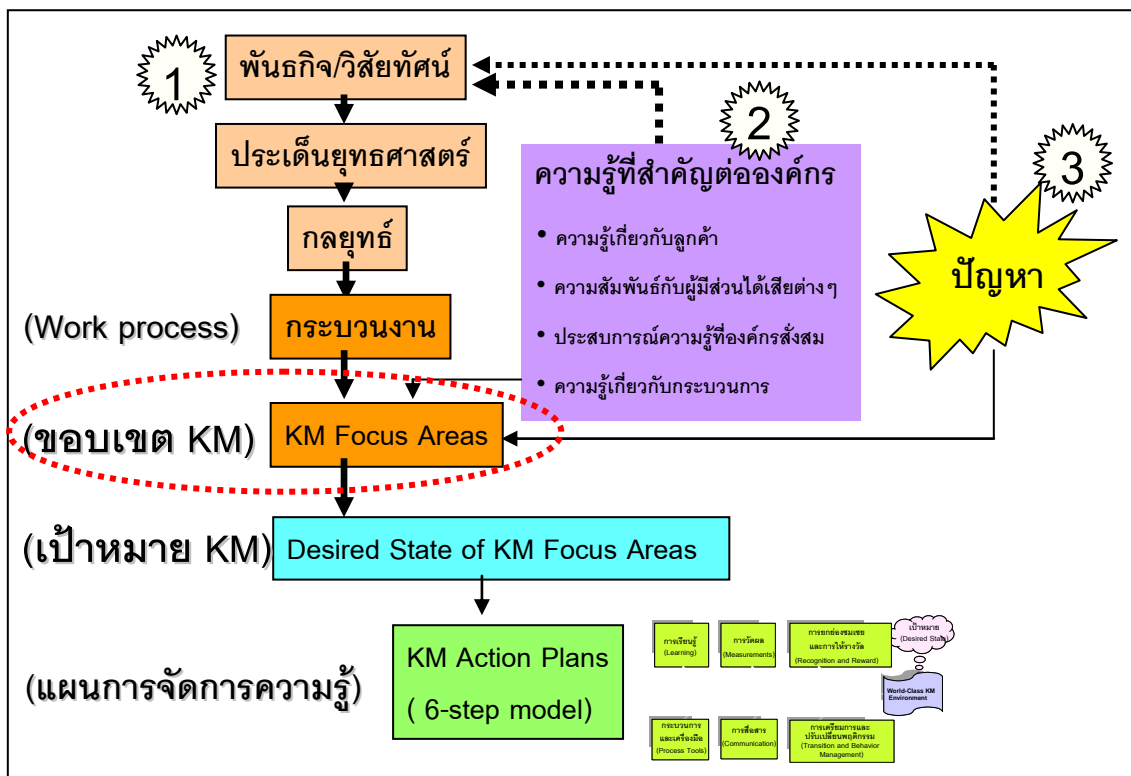 1
พันธกิจ/วิสัยทัศน์
ประเด็นยุทธศาสตร์
กลยุทธ์
(Work process)
กระบวนงาน
2
ความรู้ที่สำคัญต่อองค์กร
• ความรู้เกี่ยวกับลูกค้า
• ความสัมพันธ์กับผู้มีส่วนได้เสียต่างๆ
• ประสบการณ์ความรู้ที่องค์กรสั่งสม
• ความรู้เกี่ยวกับกระบวนการ
3
ปัญหา
(ขอบเขต KM)
KM Focus Areas
(เป้าหมาย KM)
Desired State of KM Focus Areas
(แผนการจัดการความรู้)
KM Action Plans
( 6-step model)
การเรียนรู้
(Learning)
การวัดผล
(Measurements)
การยกย่องชมเชย
และการให้รางวัล
(Recognition and Reward)
เป้าหมาย
(Desired State)
World-Class KM
Environment
กระบวนการ
และเครื่องมือ
(Process Tools)
การสื่อสาร
(Communication)
การเตรียมการและ
ปรับเปลี่ยนพฤติกรรม
(Transition and Behavior
Management)